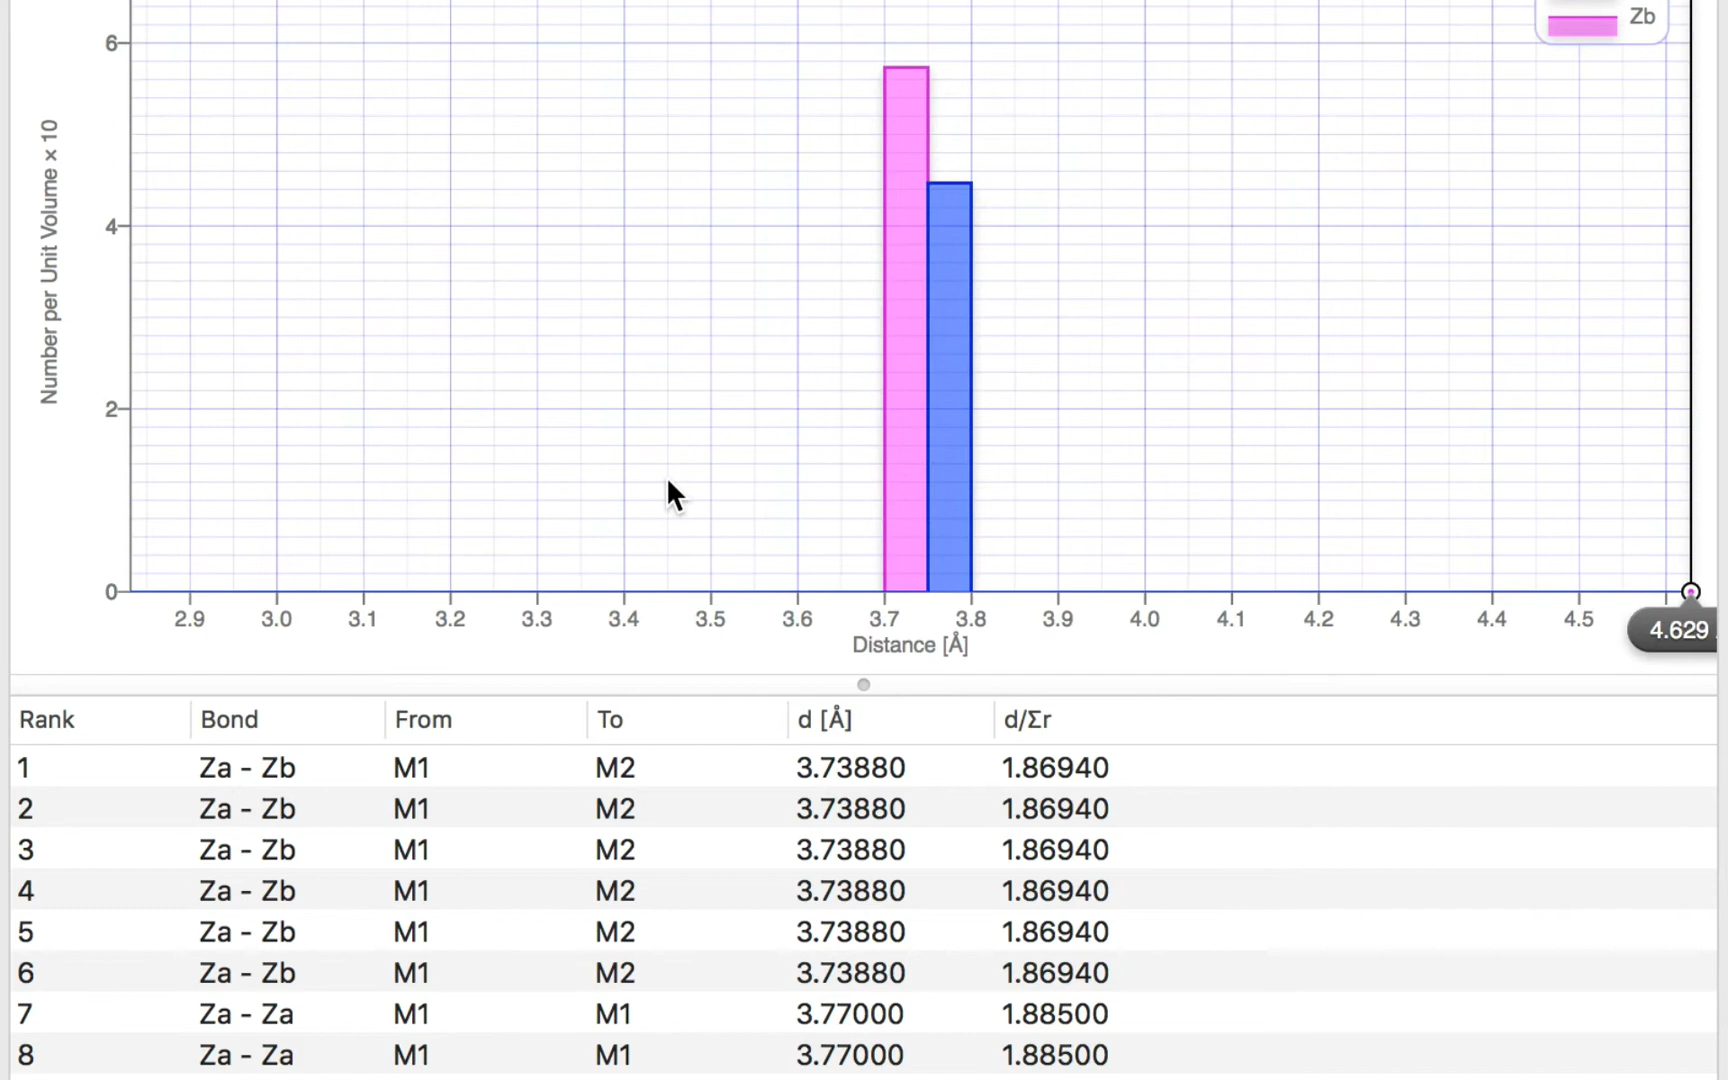 Zb
6
4
2
0
Number per Unit Volume × 10
2.9 3.0 3.1 3.2 3.3 3.4 3.5 3.6 3.7 3.8 3.9 4.0 4.1 4.2 4.3 4.4 4.5
4.629
Distance [Å]
Rank Bond From To d [Å] d/Σr
1 Za - Zb M1 M2 3.73880 1.86940
2 Za - Zb M1 M2 3.73880 1.86940
3 Za - Zb M1 M2 3.73880 1.86940
4 Za - Zb M1 M2 3.73880 1.86940
5 Za - Zb M1 M2 3.73880 1.86940
6 Za - Zb M1 M2 3.73880 1.86940
7 Za - Za M1 M1 3.77000 1.88500
8 Za - Za M1 M1 3.77000 1.88500